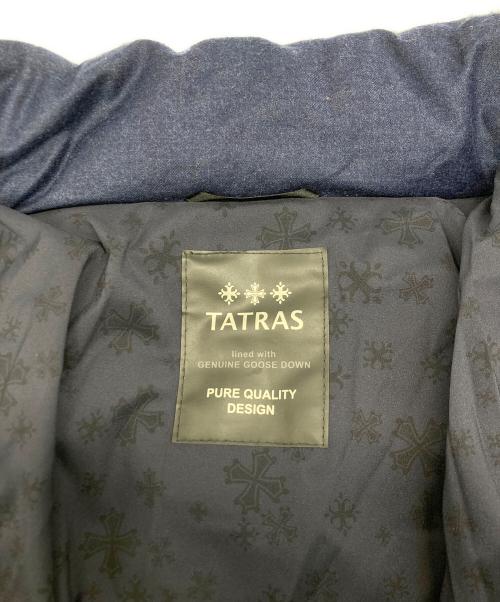 TATRAS
lined with
GENUINE GOOSE DOWN
PURE QUALITY
DESIGN